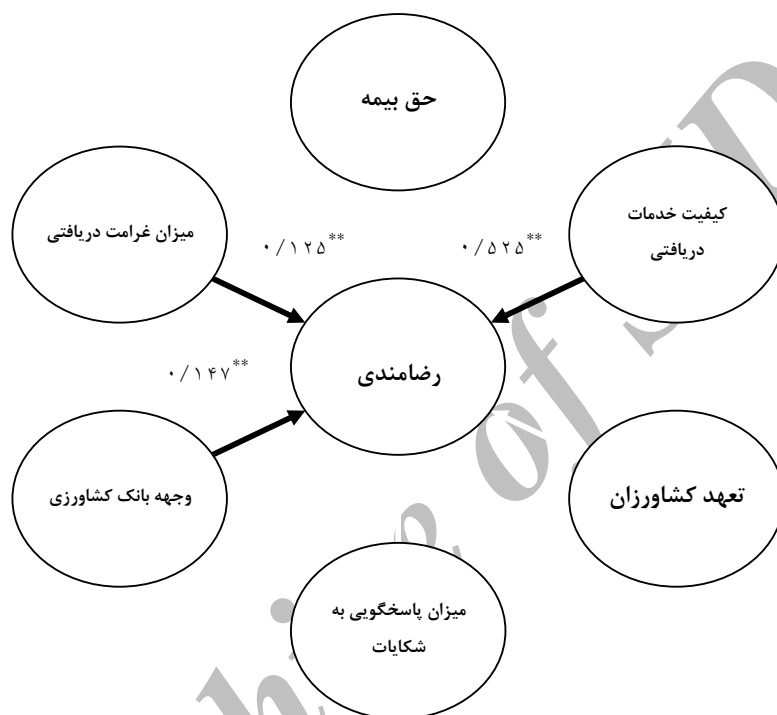 حق بیمه
میزان غرامت دریافتی
کیفیت خدمات
دریافتی
۰/۱۲۵**
۰/۵۲۵**
رضامندی
۰/۱۴۷**
وجهه بانک کشاورزی
تعهد کشاورزان
میزان پاسخگویی به
شکایات